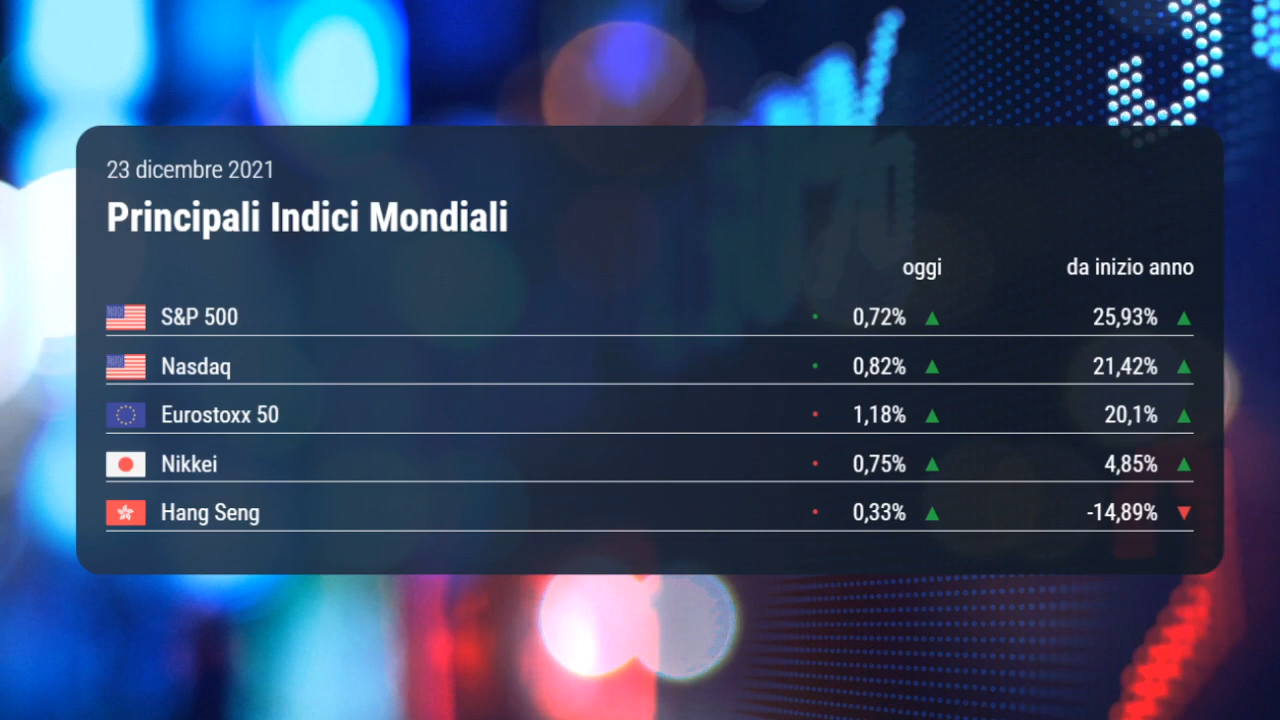 23 dicembre 2021
Principali Indici Mondiali
oggi da inizio anno
S&P 500 0,72% ▲ 25,93% ▲
Nasdaq 0,82% ▲ 21,42% ▲
Eurostoxx 50 1,18% ▲ 20,1% ▲
Nikkei 0,75% ▲ 4,85% ▲
Hang Seng 0,33% ▲ -14,89% ▼